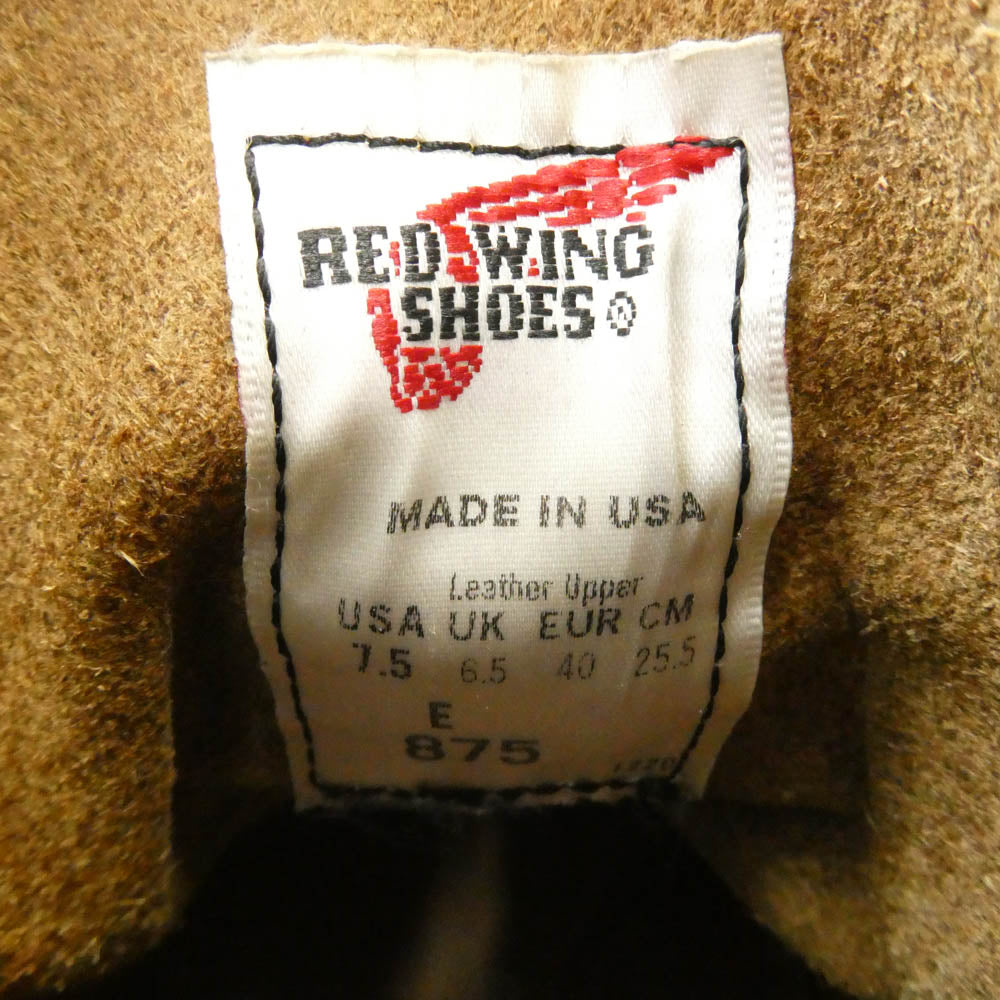 RED WING
SHOES®
MADE IN USA
Leather Upper
USA UK EUR CM
7.5 6.5 40 25.5
E
875